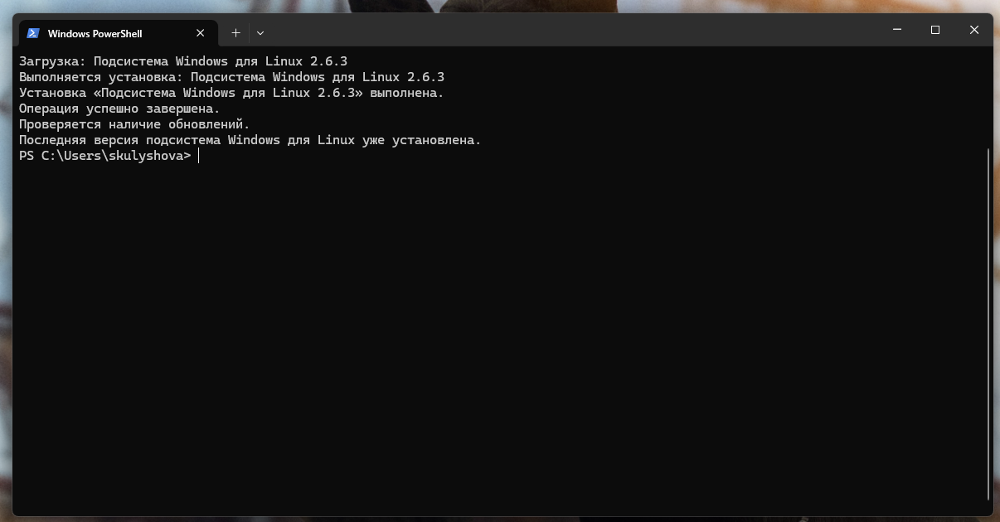 Windows PowerShell
Загрузка: Подсистема Windows для Linux 2.6.3
Выполняется установка: Подсистема Windows для Linux 2.6.3
Установка «Подсистема Windows для Linux 2.6.3» выполнена.
Операция успешно завершена.
Проверяется наличие обновлений.
Последняя версия подсистема Windows для Linux уже установлена.
PS C:\Users\skulyshova>